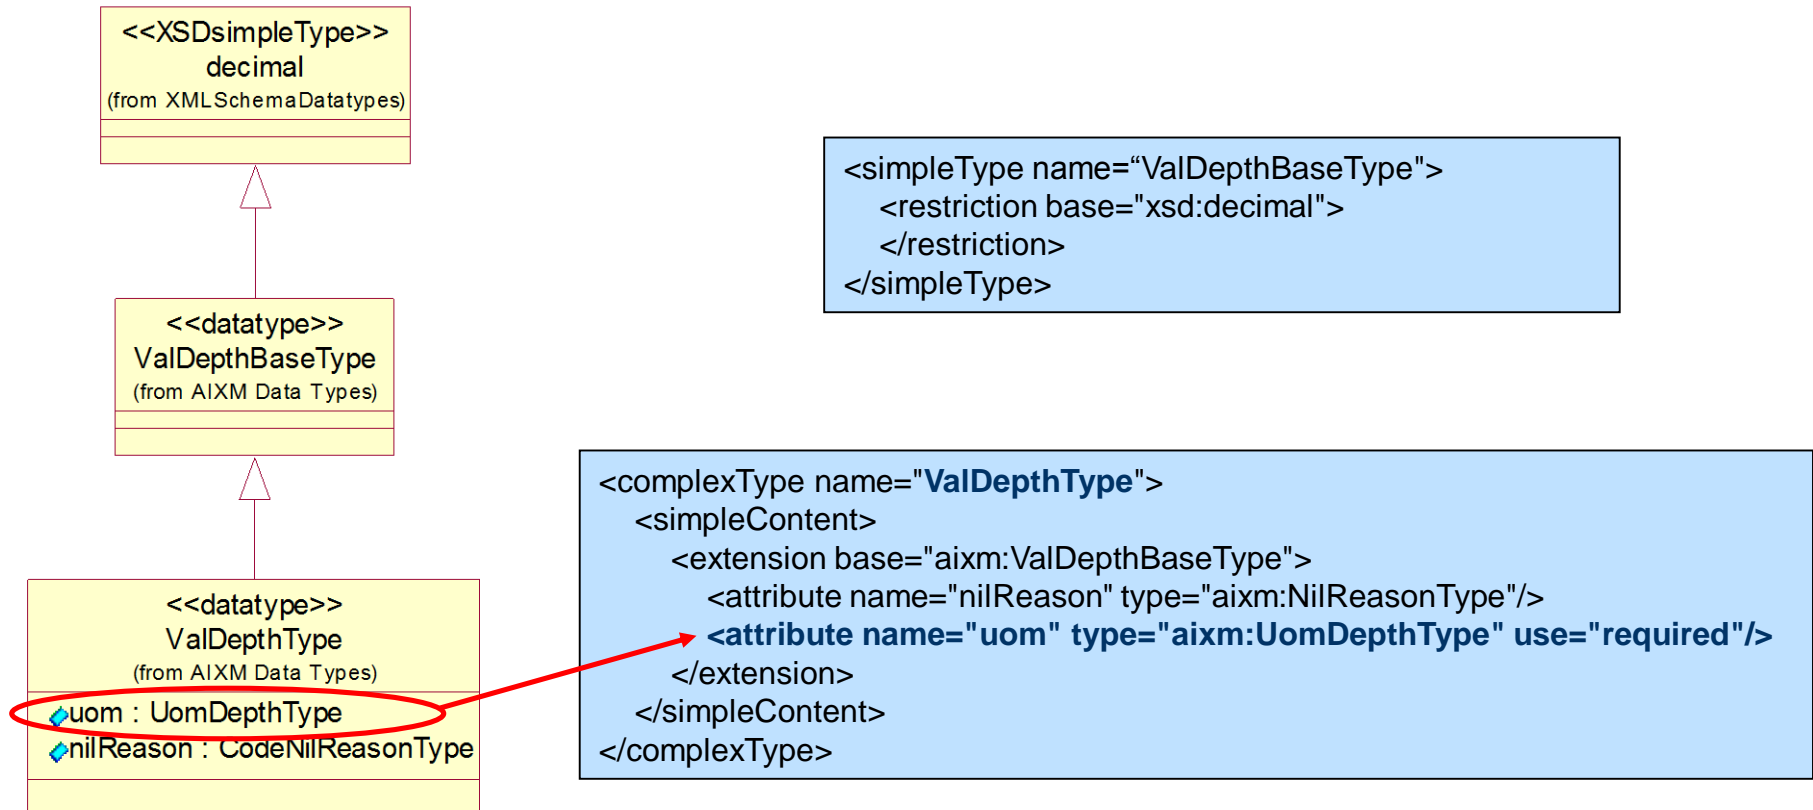 <<XSDsimpleType>>
decimal
(from XMLSchemaDatatypes)
<<datatype>>
ValDepthBaseType
(from AIXM Data Types)
<<datatype>>
ValDepthType
(from AIXM Data Types)
uom : UomDepthType
nilReason : CodeNilReasonType
<simpleType name=“ValDepthBaseType">
<restriction base="xsd:decimal">
</restriction>
</simpleType>
<complexType name="ValDepthType">
<simpleContent>
<extension base="aixm:ValDepthBaseType">
<attribute name="nilReason" type="aixm:NilReasonType"/>
<attribute name="uom" type="aixm:UomDepthType" use="required"/>
</extension>
</simpleContent>
</complexType>